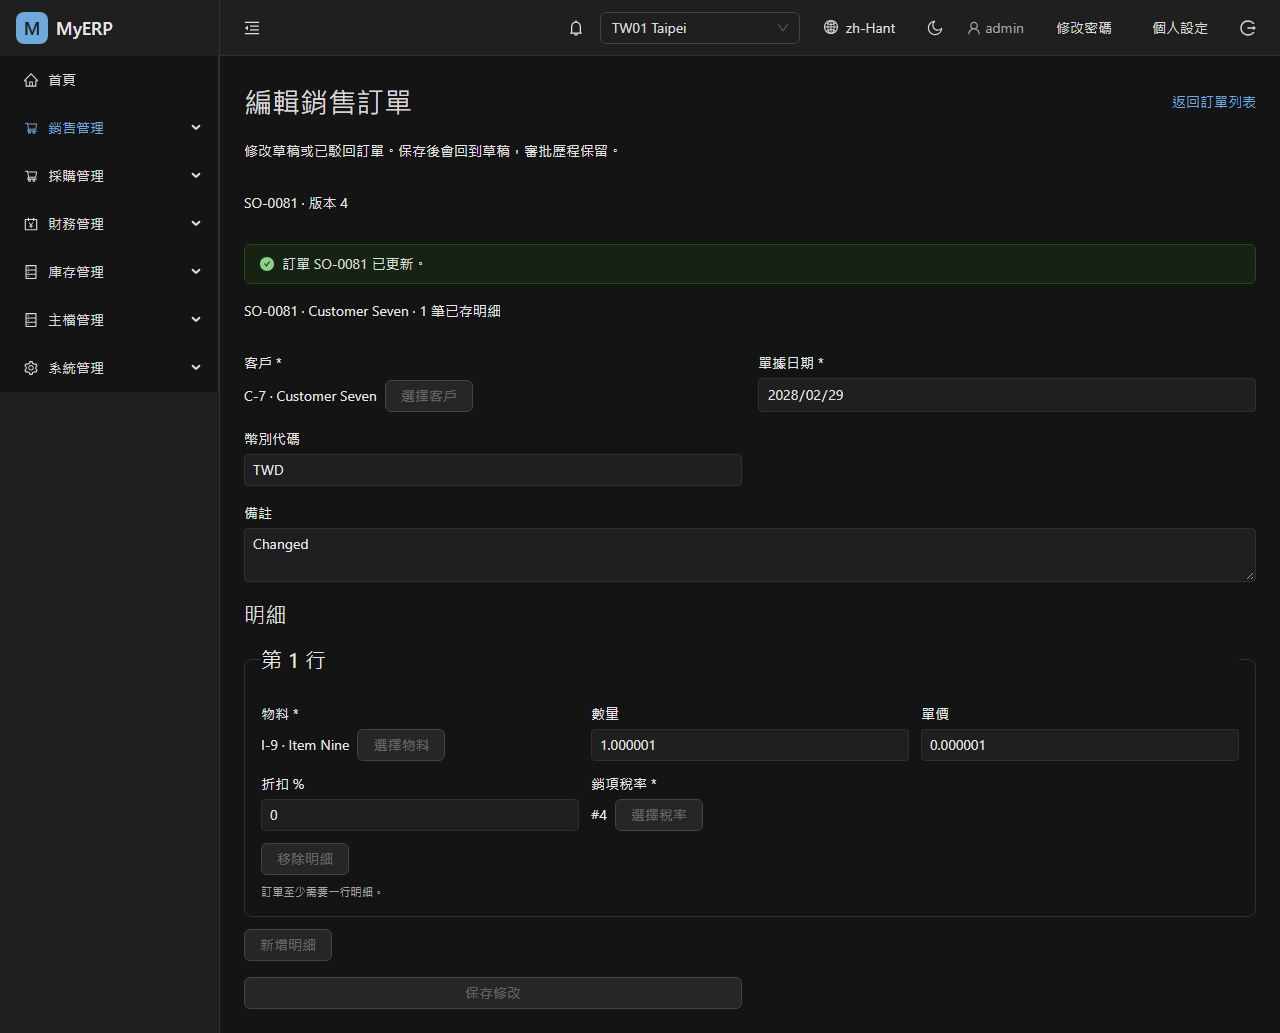 M MyERP
TW01 Taipei
zh-Hant
admin
修改密碼
個人設定
首頁
銷售管理
採購管理
財務管理
庫存管理
主檔管理
系統管理
編輯銷售訂單
返回訂單列表
修改草稿或已駁回訂單。保存後會回到草稿，審批歷程保留。
SO-0081 · 版本 4
訂單 SO-0081 已更新。
SO-0081 · Customer Seven · 1 筆已存明細
客戶 *
C-7 · Customer Seven 選擇客戶
單據日期 *
2028/02/29
幣別代碼
TWD
備註
Changed
明細
第 1 行
物料 *
I-9 · Item Nine 選擇物料
數量
1.000001
單價
0.000001
折扣 %
0
銷項稅率 *
#4 選擇稅率
移除明細
訂單至少需要一行明細。
新增明細
保存修改